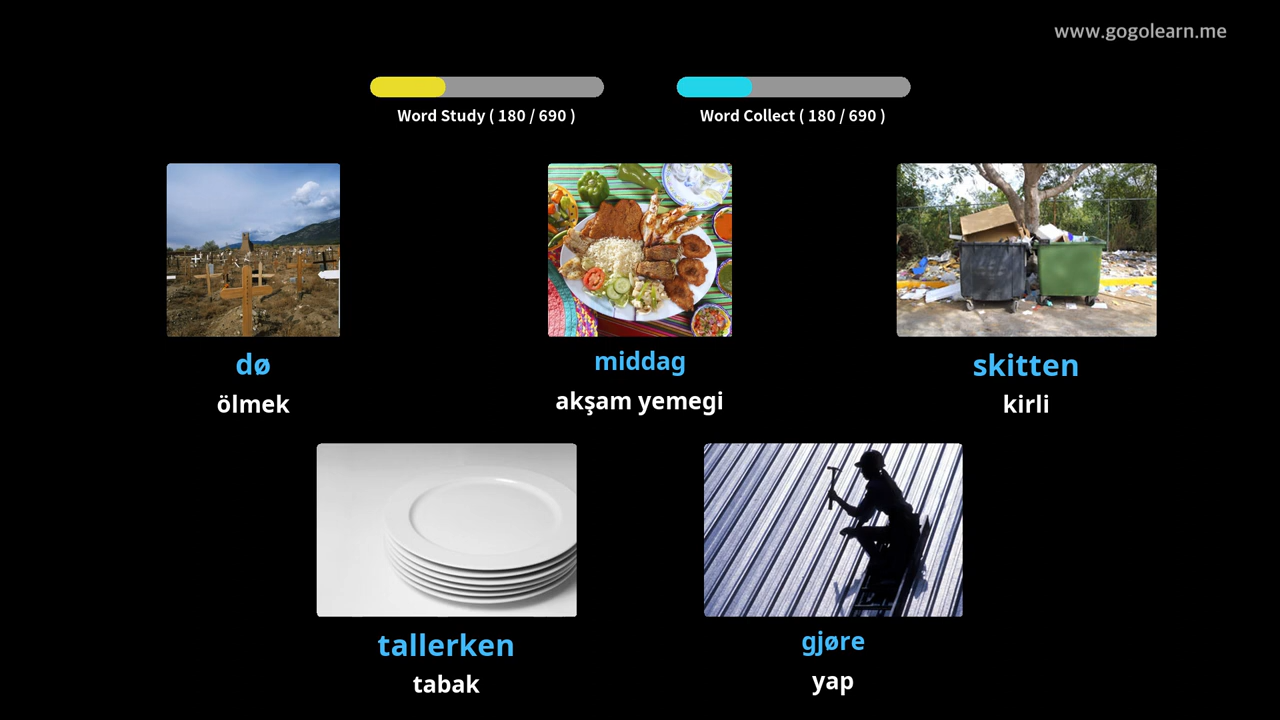 www.gogolearn.me
Word Study ( 180 / 690 )
Word Collect ( 180 / 690 )
dø
ölmek
middag
akşam yemegi
skitten
kirli
tallerken
tabak
gjøre
yap